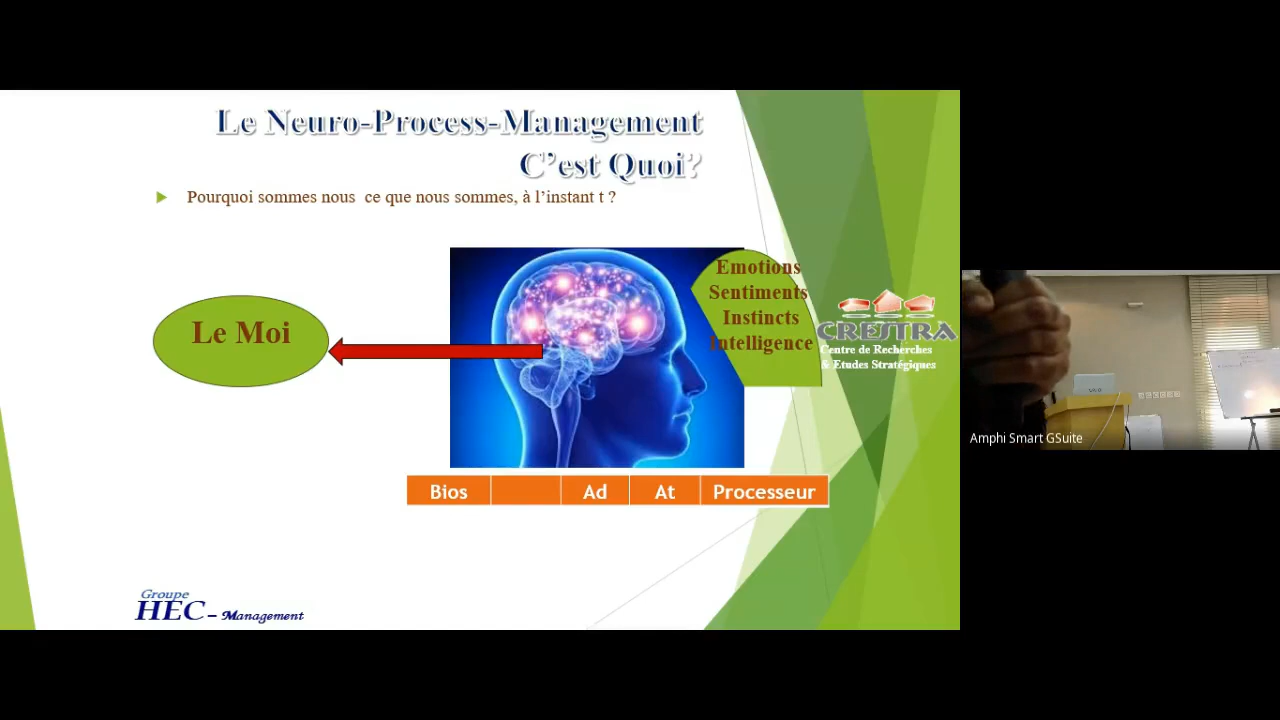 Le Neuro-Process-Management
C’est Quoi?
Pourquoi sommes nous ce que nous sommes, à l’instant t ?
Le Moi
Emotions
Sentiments
Instincts
Intelligence
CRESTRA
Centre de Recherches
& Etudes Stratégiques
Bios Ad At Processeur
Groupe
HEC – Management
Amphi Smart GSuite
VAIO